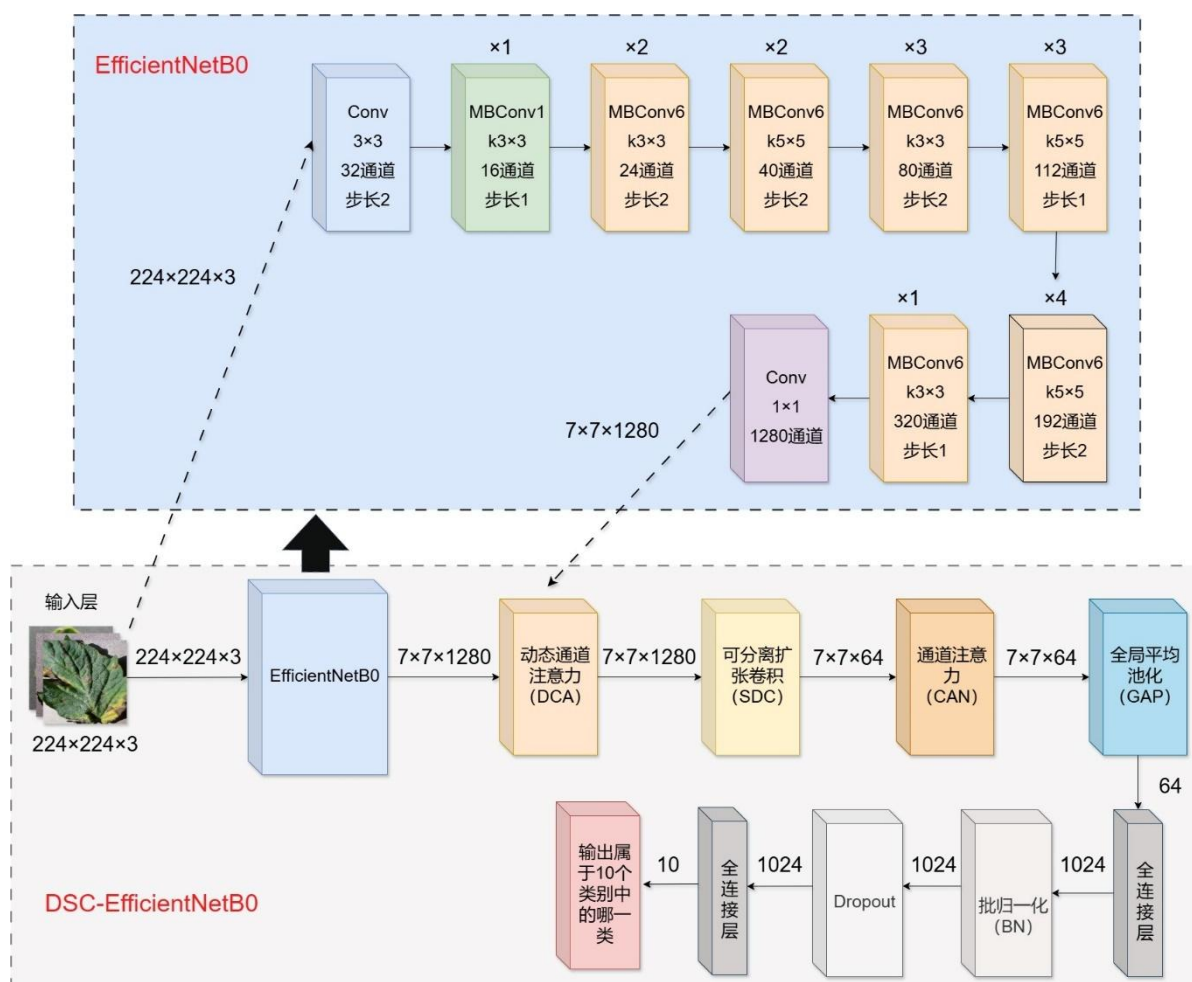 EfficientNetB0
×1
×2
×2
×3
×3
Conv
3×3
32通道
步长2
MBConv1
k3×3
16通道
步长1
MBConv6
k3×3
24通道
步长2
MBConv6
k5×5
40通道
步长2
MBConv6
k3×3
80通道
步长2
MBConv6
k5×5
112通道
步长1
224×224×3
×1
×4
Conv
1×1
1280通道
MBConv6
k3×3
320通道
步长1
MBConv6
k5×5
192通道
步长2
7×7×1280
输入层
224×224×3
224×224×3
EfficientNetB0
7×7×1280
动态通道
注意力
(DCA)
7×7×1280
可分离扩
张卷积
(SDC)
7×7×64
通道注意
力
(CAN)
7×7×64
全局平均
池化
(GAP)
64
全连接层
1024
批归一化
(BN)
1024
Dropout
1024
全连接层
10
输出属
于10个
类别中
的哪一
类
DSC-EfficientNetB0